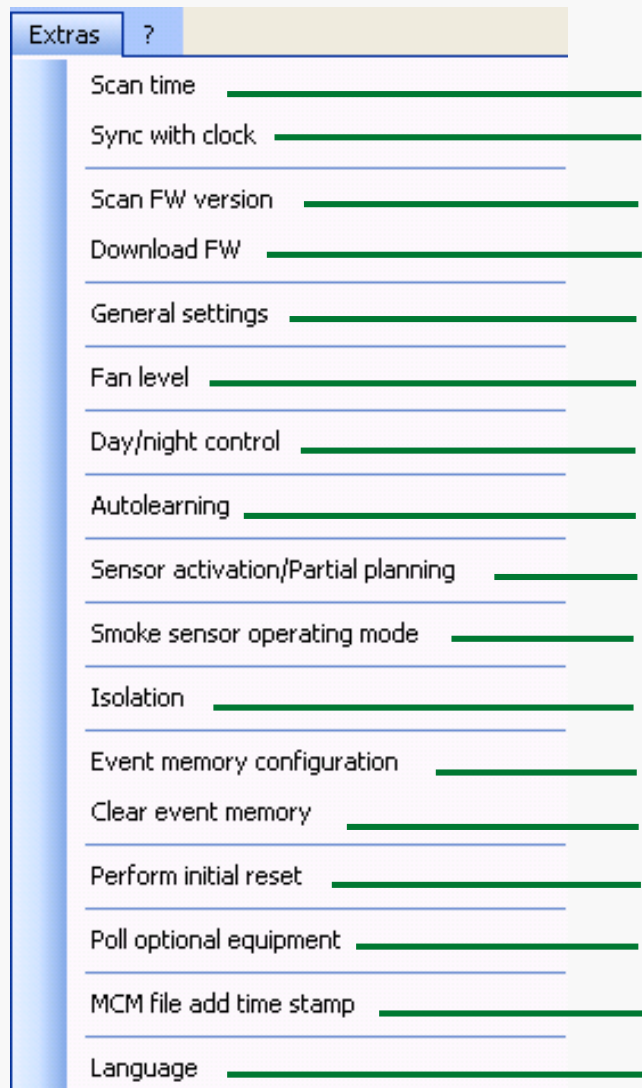 Extras ?
Scan time
Sync with clock
Scan FW version
Download FW
General settings
Fan level
Day/night control
Autolearning
Sensor activation/Partial planning
Smoke sensor operating mode
Isolation
Event memory configuration
Clear event memory
Perform initial reset
Poll optional equipment
MCM file add time stamp
Language